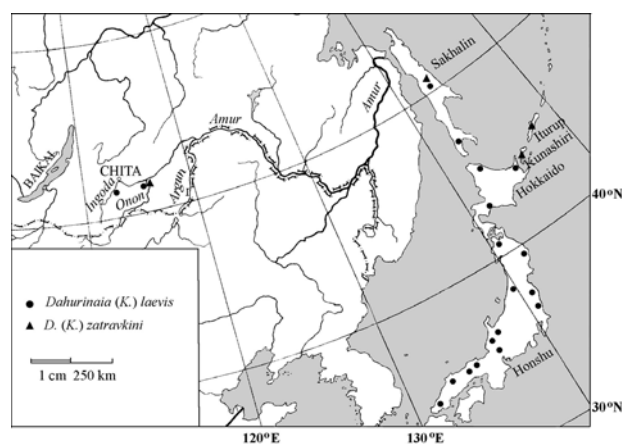 Sakhalin
Iturup
Kunashiri
Hokkaido
40°N
Amur
Amur
BAIKAL
CHITA
Ingoda
Onon
Argun
Dahurinaia (K.) laevis
D. (K.) zatravkini
1 cm 250 km
Honshu
120°E
130°E
30°N